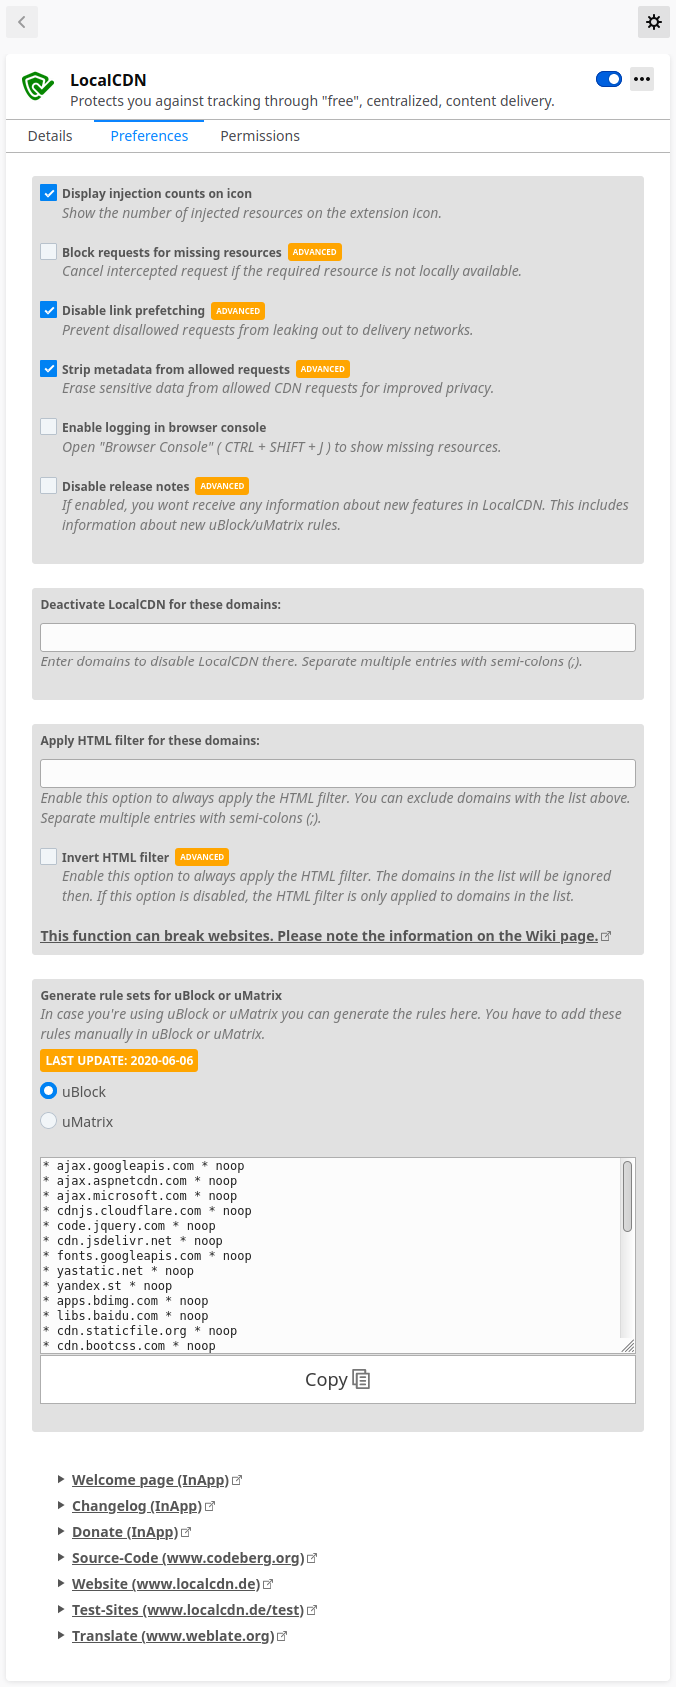 LocalCDN
Protects you against tracking through "free", centralized, content delivery.
Details Preferences Permissions
Display injection counts on icon
Show the number of injected resources on the extension icon.
Block requests for missing resources ADVANCED
Cancel intercepted request if the required resource is not locally available.
Disable link prefetching ADVANCED
Prevent disallowed requests from leaking out to delivery networks.
Strip metadata from allowed requests ADVANCED
Erase sensitive data from allowed CDN requests for improved privacy.
Enable logging in browser console
Open "Browser Console" ( CTRL + SHIFT + J ) to show missing resources.
Disable release notes ADVANCED
If enabled, you wont receive any information about new features in LocalCDN. This includes
information about new uBlock/uMatrix rules.
Deactivate LocalCDN for these domains:
Enter domains to disable LocalCDN there. Separate multiple entries with semi-colons (;).
Apply HTML filter for these domains:
Enable this option to always apply the HTML filter. You can exclude domains with the list above.
Separate multiple entries with semi-colons (;).
Invert HTML filter ADVANCED
Enable this option to always apply the HTML filter. The domains in the list will be ignored
then. If this option is disabled, the HTML filter is only applied to domains in the list.
This function can break websites. Please note the information on the Wiki page.
Generate rule sets for uBlock or uMatrix
In case you're using uBlock or uMatrix you can generate the rules here. You have to add these
rules manually in uBlock or uMatrix.
LAST UPDATE: 2020-06-06
uBlock
uMatrix
* ajax.googleapis.com * noop
* ajax.aspnetcdn.com * noop
* ajax.microsoft.com * noop
* cdnjs.cloudflare.com * noop
* code.jquery.com * noop
* cdn.jsdelivr.net * noop
* fonts.googleapis.com * noop
* yastatic.net * noop
* yandex.st * noop
* apps.bdimg.com * noop
* libs.baidu.com * noop
* cdn.staticfile.org * noop
* cdn.bootcss.com * noop
Copy
Welcome page (InApp)
Changelog (InApp)
Donate (InApp)
Source-Code (www.codeberg.org)
Website (www.localcdn.de)
Test-Sites (www.localcdn.de/test)
Translate (www.weblate.org)